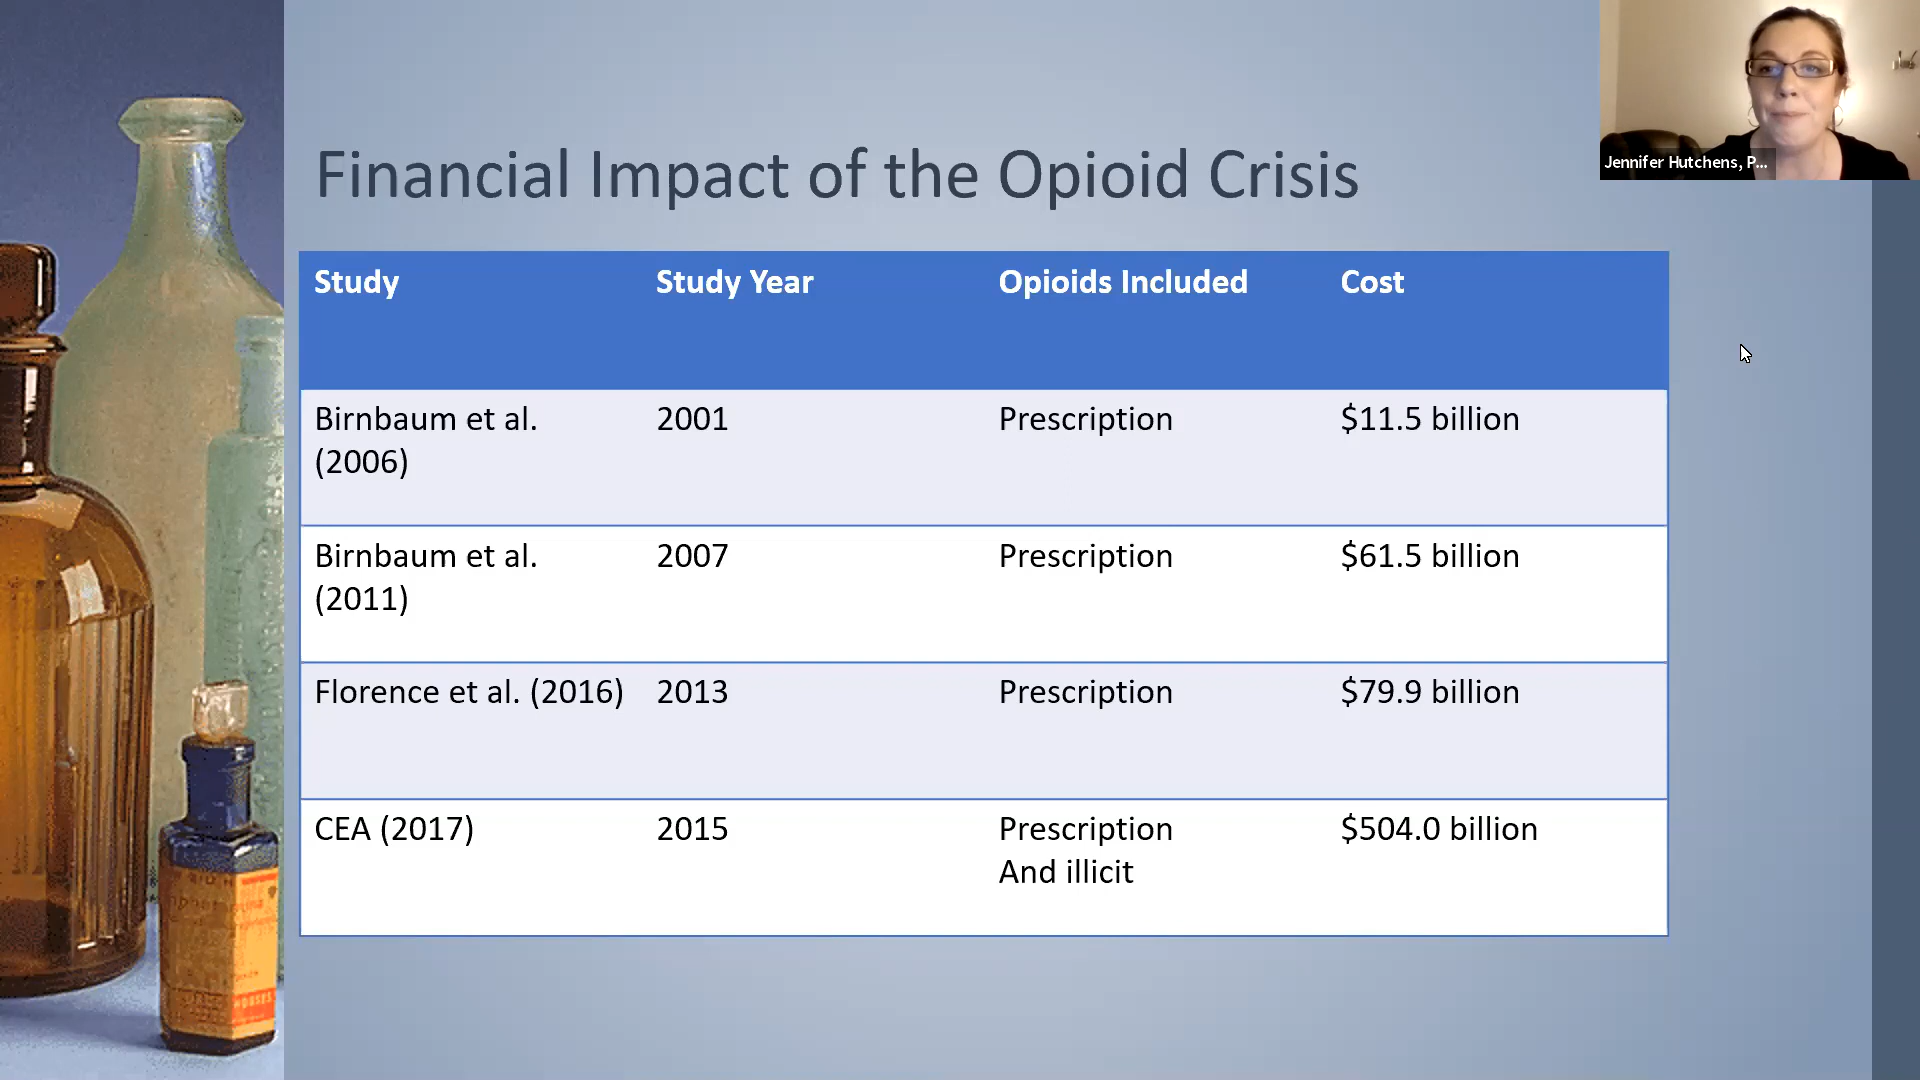 Jennifer Hutchens, P...
Financial Impact of the Opioid Crisis
Study Study Year Opioids Included Cost
Birnbaum et al. 2001 Prescription $11.5 billion
(2006)
Birnbaum et al. 2007 Prescription $61.5 billion
(2011)
Florence et al. (2016) 2013 Prescription $79.9 billion
CEA (2017) 2015 Prescription $504.0 billion
And illicit